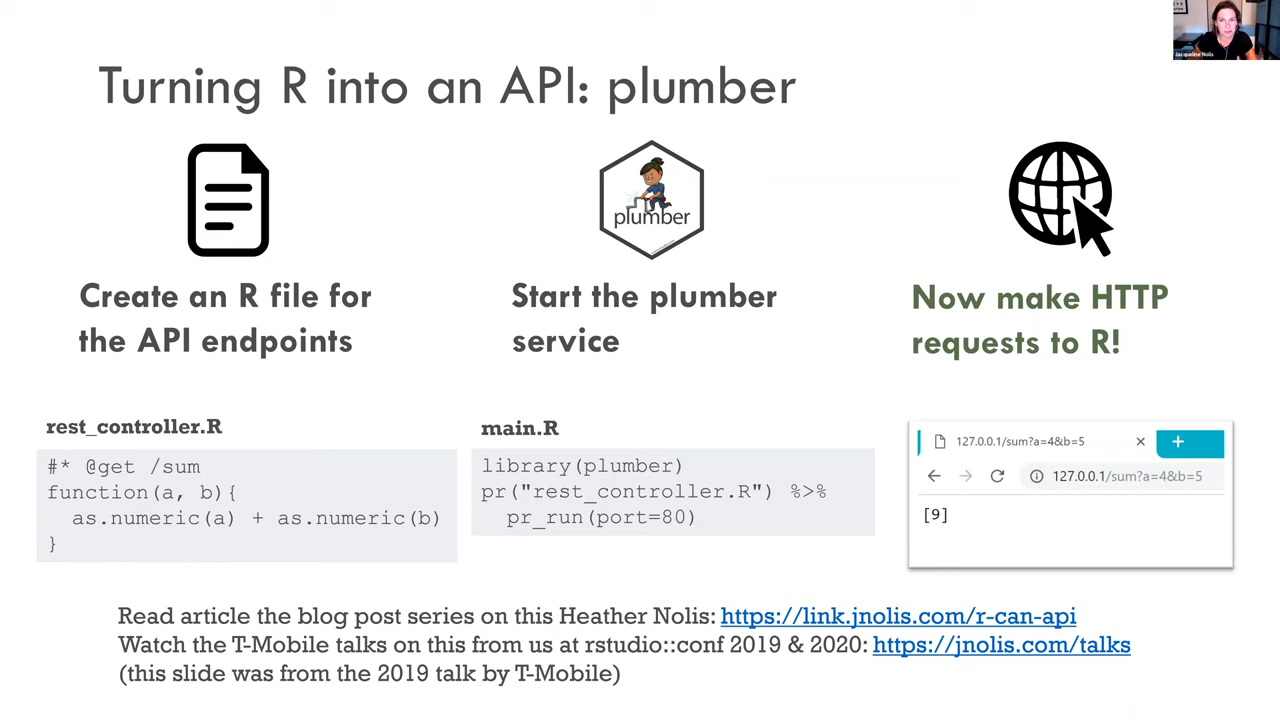 Jacqueline Nolis
Turning R into an API: plumber
plumber
Create an R file for
the API endpoints
Start the plumber
service
Now make HTTP
requests to R!
rest_controller.R
#* @get /sum
function(a, b){
  as.numeric(a) + as.numeric(b)
}
main.R
library(plumber)
pr("rest_controller.R") %>%
  pr_run(port=80)
127.0.0.1/sum?a=4&b=5
127.0.0.1/sum?a=4&b=5
[9]
Read article the blog post series on this Heather Nolis: https://link.jnolis.com/r-can-api
Watch the T-Mobile talks on this from us at rstudio::conf 2019 & 2020: https://jnolis.com/talks
(this slide was from the 2019 talk by T-Mobile)